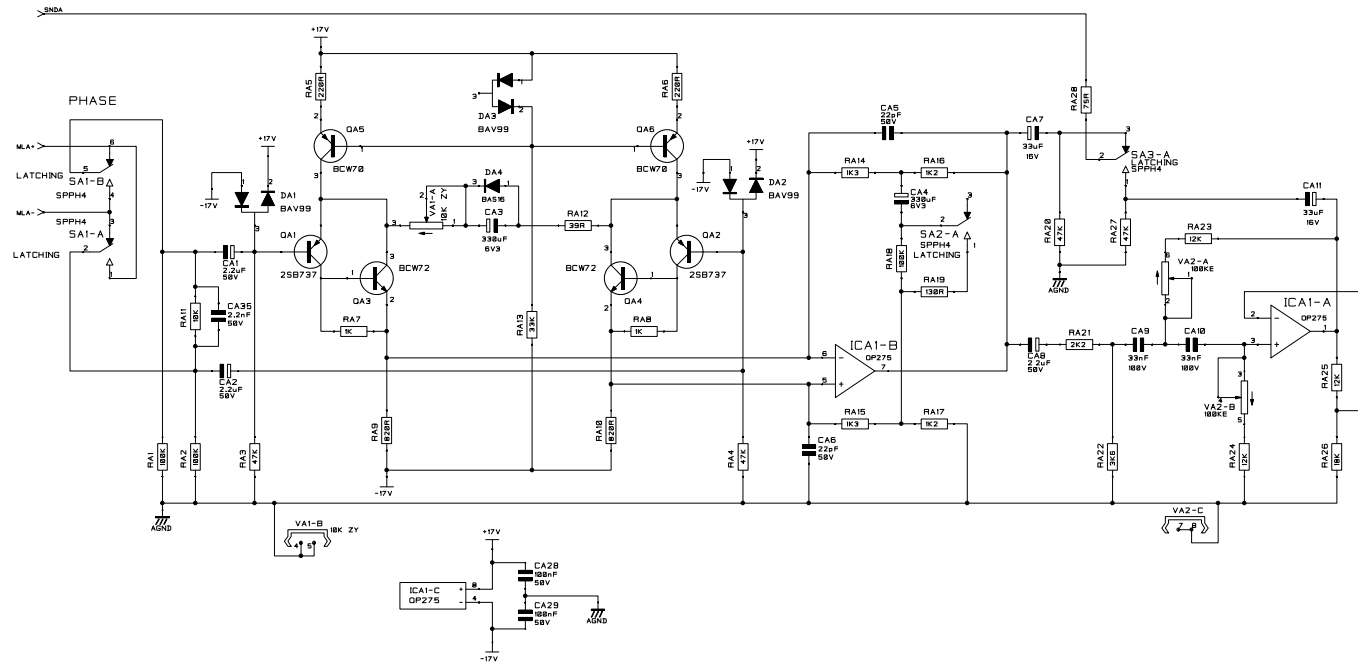 SNDA
+17V
RA5
220R
RA6
220R
RA28
75R
DA3
BAV99
PHASE
MLA+
LATCHING
SA1-B
SPPH4
MLA-
SPPH4
SA1-A
LATCHING
QA5
BCW70
QA6
BCW70
CA5
22pF
50V
CA7
33uF
16V
SA3-A
LATCHING
SPPH4
+17V
-17V
DA1
BAV99
DA4
BAS16
VA1-A
10K ZY
CA3
330uF
6V3
RA12
39R
+17V
-17V
DA2
BAV99
RA14
1K3
RA16
1K2
CA4
330uF
6V3
SA2-A
SPPH4
LATCHING
RA18
100K
RA19
130R
RA20
47K
RA27
47K
AGND
CA11
33uF
16V
RA23
12K
VA2-A
100KE
QA1
2SB737
QA2
2SB737
BCW72
QA3
BCW72
QA4
CA1
2.2uF
50V
RA11
10K
CA35
2.2nF
50V
CA2
2.2uF
50V
RA7
1K
RA8
1K
RA13
33K
ICA1-B
OP275
ICA1-A
OP275
CA8
2.2uF
50V
RA21
2K2
CA9
33nF
100V
CA10
33nF
100V
VA2-B
100KE
RA25
12K
RA1
100K
RA2
100K
RA3
47K
RA9
820R
RA10
820R
RA4
47K
RA15
1K3
RA17
1K2
CA6
22pF
50V
RA22
3K6
RA24
12K
RA26
18K
-17V
AGND
VA1-B
10K ZY
4 5
VA2-C
7 8
+17V
ICA1-C
OP275
8
4
CA28
100nF
50V
CA29
100nF
50V
AGND
-17V